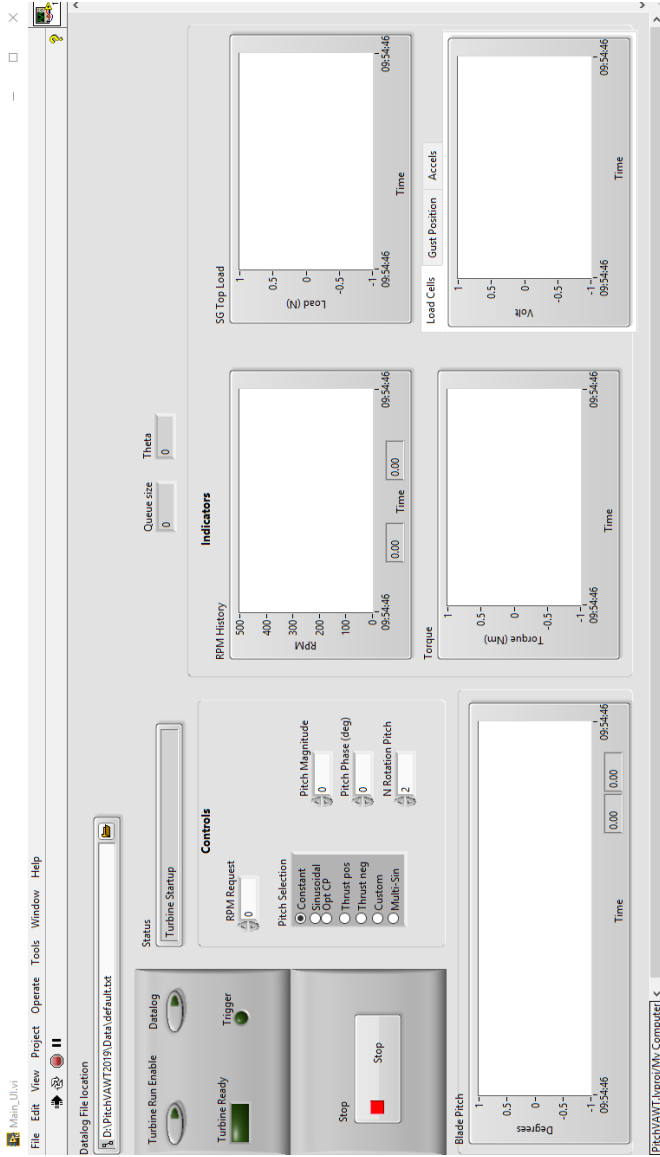 Main_UI.vi
File Edit View Project Operate Tools Window Help
Datalog File location
D:\PitchVAWT2019\Data\default.txt
Turbine Run Enable
Datalog
Turbine Ready
Trigger
Stop
Stop
Status
Turbine Startup
Queue size
0
Theta
0
Controls
RPM Request
0
Pitch Selection
Constant
Sinusoidal
Opt CP
Thrust pos
Thrust neg
Custom
Multi-Sin
Pitch Magnitude
0
Pitch Phase (deg)
0
N Rotation Pitch
2
Indicators
RPM History
RPM
500
400
300
200
100
0
09:54:46
09:54:46
0.00
Time
0.00
SG Top Load
Load (N)
1
0.5
0
-0.5
-1
09:54:46
09:54:46
Time
Blade Pitch
Degrees
1
0.5
0
-0.5
-1
09:54:46
09:54:46
Time
0.00
0.00
Torque
Torque (Nm)
1
0.5
0
-0.5
-1
09:54:46
09:54:46
Time
Load Cells Gust Position Accels
Volt
1
0.5
0
-0.5
-1
09:54:46
09:54:46
Time
PitchVAWT.lvproj/My Computer